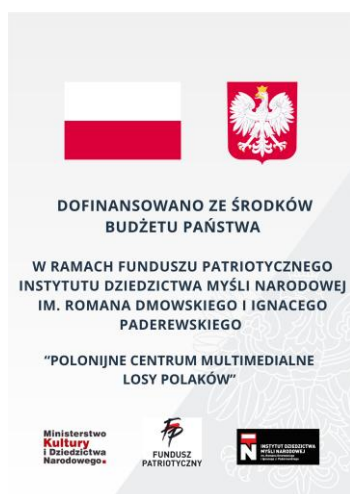 DOFINANSOWANO ZE ŚRODKÓW
BUDŻETU PAŃSTWA
W RAMACH FUNDUSZU PATRIOTYCZNEGO
INSTYTUTU DZIEDZICTWA MYŚLI NARODOWEJ
IM. ROMANA DMOWSKIEGO I IGNACEGO
PADEREWSKIEGO
“POLONIJNE CENTRUM MULTIMEDIALNE
LOSY POLAKÓW”
Ministerstwo
Kultury
i Dziedzictwa
Narodowego.
FP
FUNDUSZ
PATRIOTYCZNY
N
INSTYTUT DZIEDZICTWA
MYŚLI NARODOWEJ